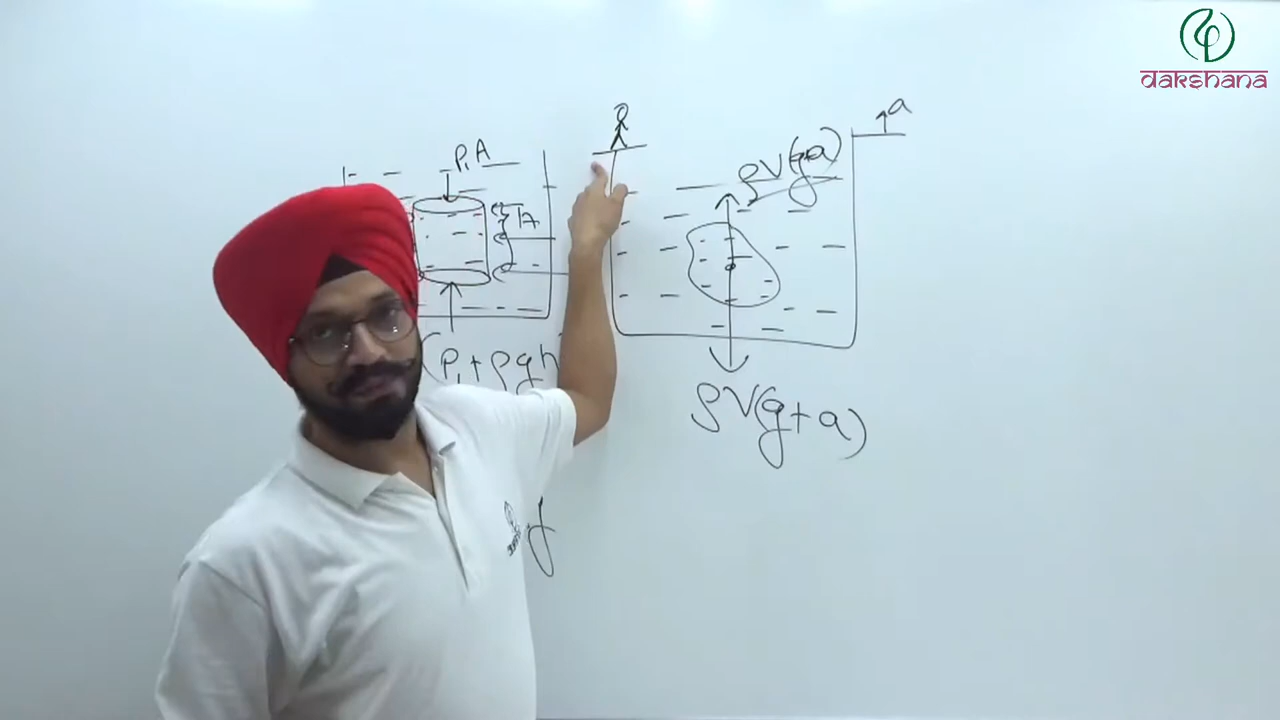 dakshana
a
P₁A
ρV(g+a)
(P₁ + ρgh
ρV(g+a)